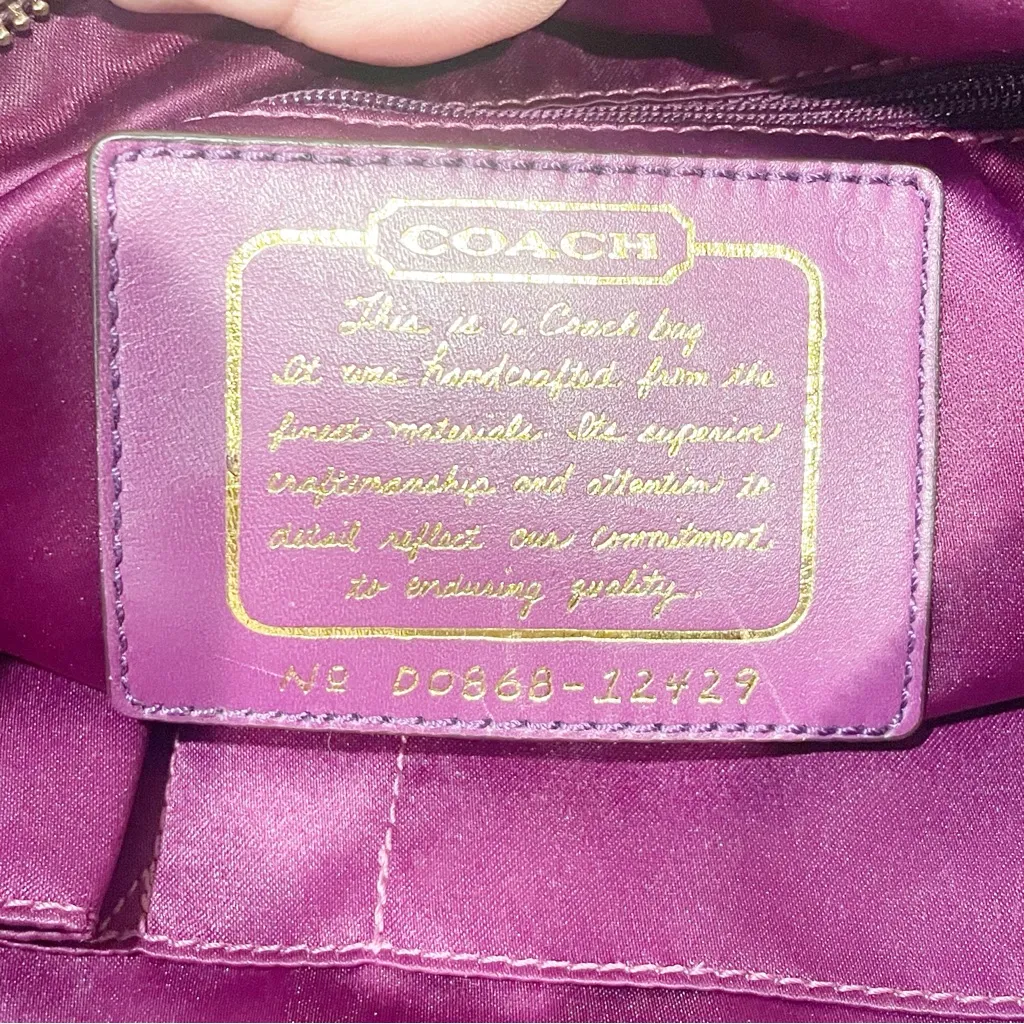 COACH
This is a Coach bag
It was handcrafted from the
finest materials. Its superior
craftsmanship and attention to
detail reflect our commitment
to enduring quality.
Nº D0868-12429